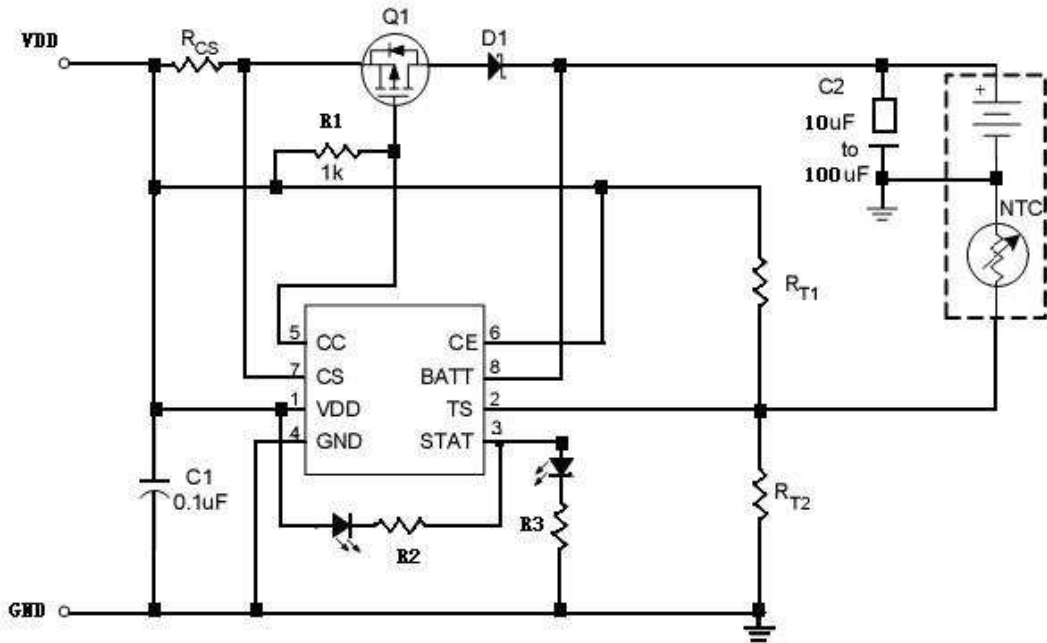 Q1
VDD
RCS
D1
C2
+
10uF
to
100uF
R1
1k
NTC
RT1
5 CC CE 6
7 CS BATT 8
1 VDD TS 2
4 GND STAT 3
C1
0.1uF
RT2
R3
R2
GND